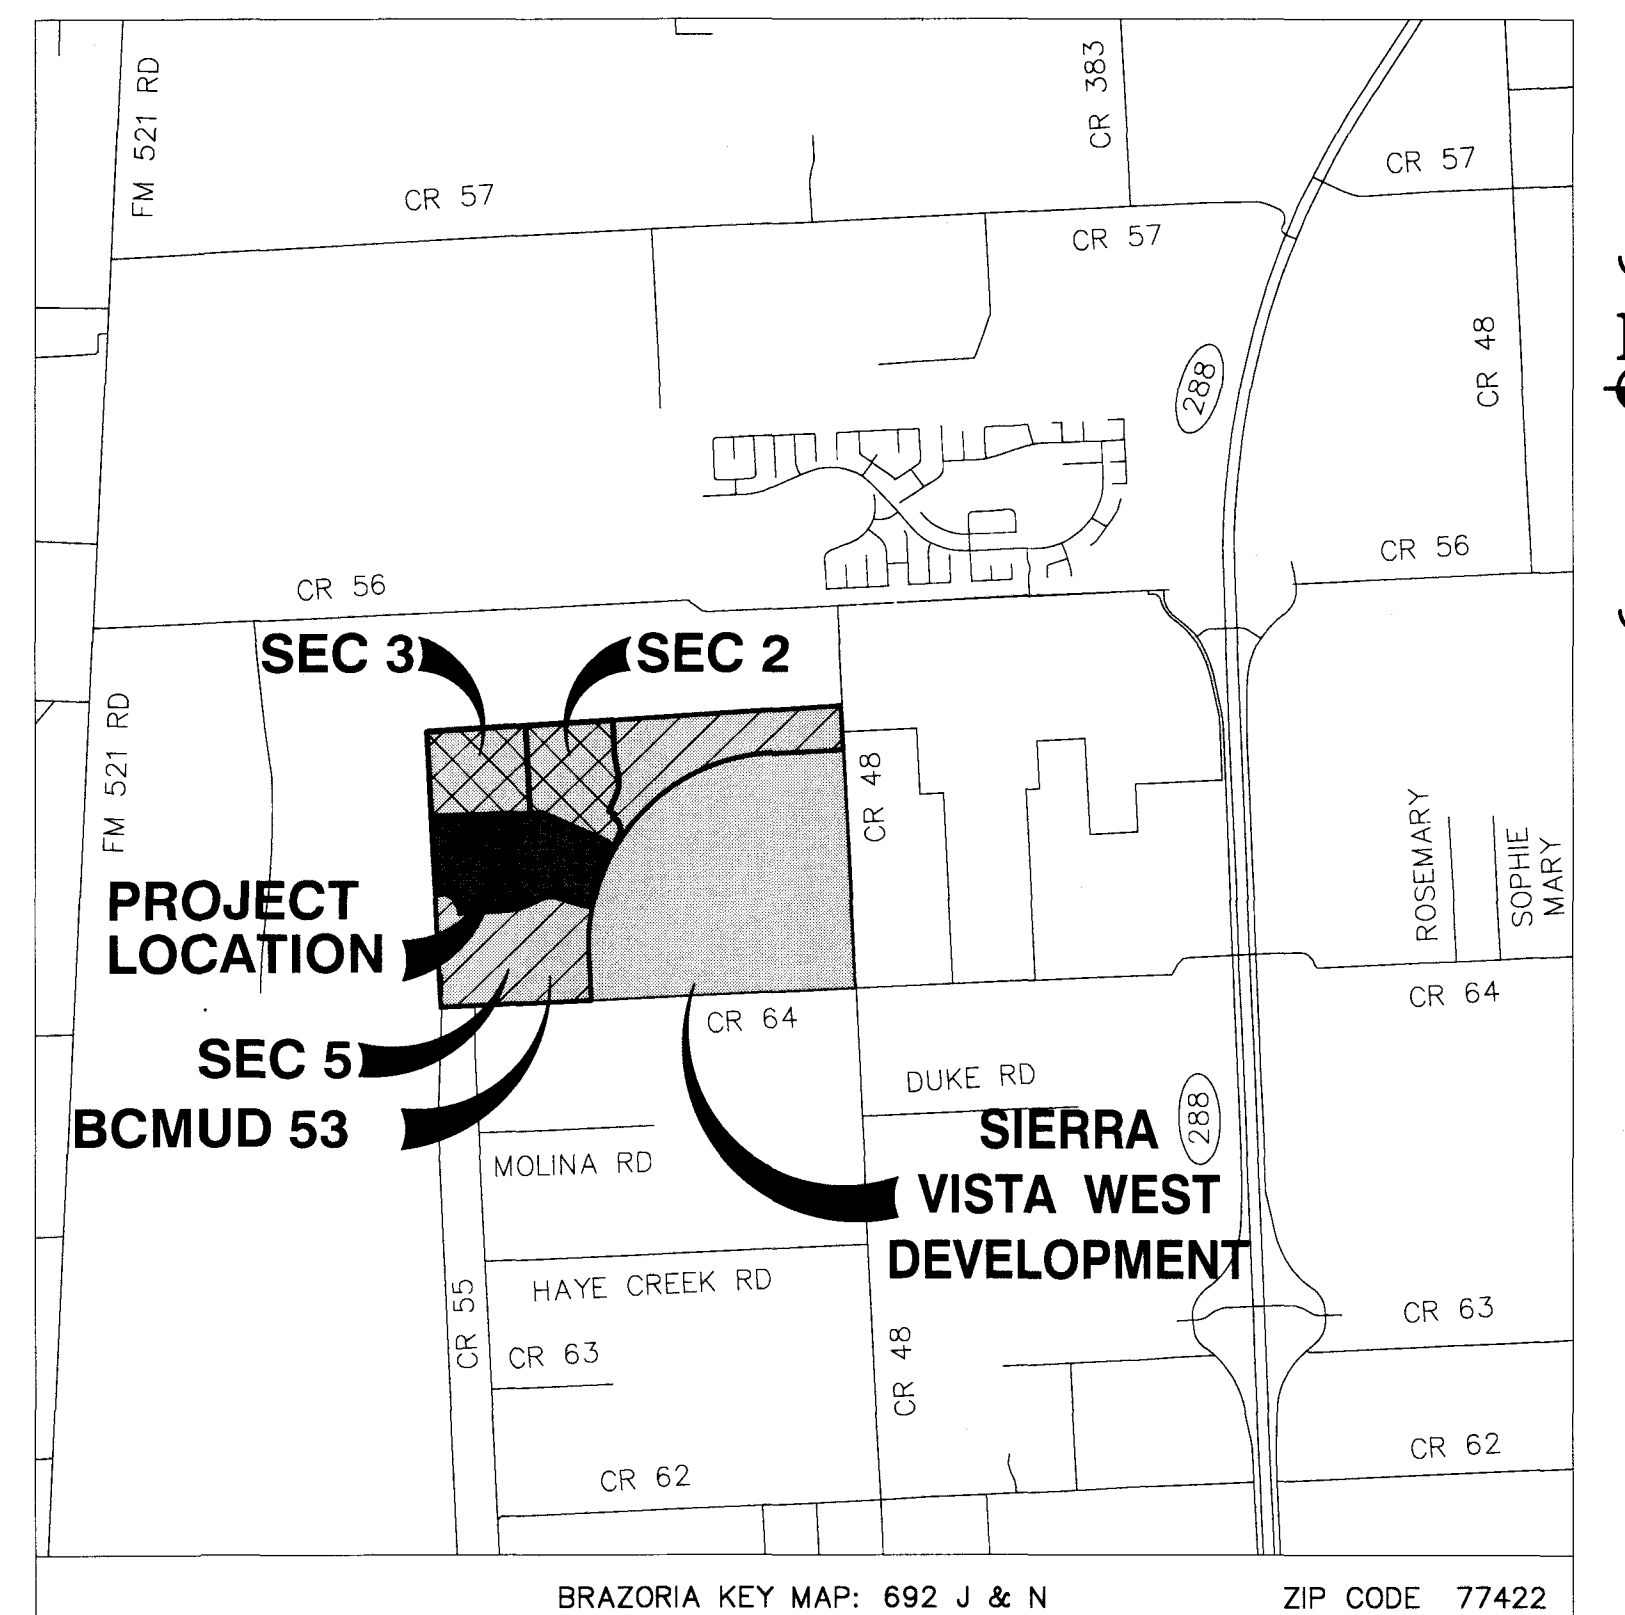 FM 521 RD
CR 383
CR 57
CR 57
CR 57
CR 48
288
CR 56
CR 56
SEC 3
SEC 2
FM 521 RD
CR 48
ROSEMARY
SOPHIE
MARY
PROJECT
LOCATION
CR 64
CR 64
SEC 5
DUKE RD
BCMUD 53
288
MOLINA RD
SIERRA
VISTA WEST
DEVELOPMENT
HAYE CREEK RD
CR 55
CR 63
CR 63
CR 48
CR 62
CR 62
BRAZORIA KEY MAP: 692 J & N
ZIP CODE 77422